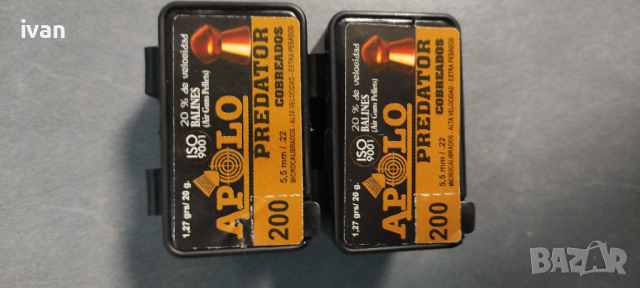 ivan
1,27 grs/ 20 g.
ISO 9001
20 % de velocidad
BALINES
(Air Guns Pellets)
APOLO
PREDATOR
COBREADOS
200
5,5 mm / .22
MICROCALIBRADOS - ALTA VELOCIDAD - EXTRA PESADOS
1,27 grs/ 20 g.
ISO 9001
20 % de velocidad
BALINES
(Air Guns Pellets)
APOLO
PREDATOR
COBREADOS
200
5,5 mm / .22
MICROCALIBRADOS - ALTA VELOCIDAD - EXTRA PESADOS
BAZAR